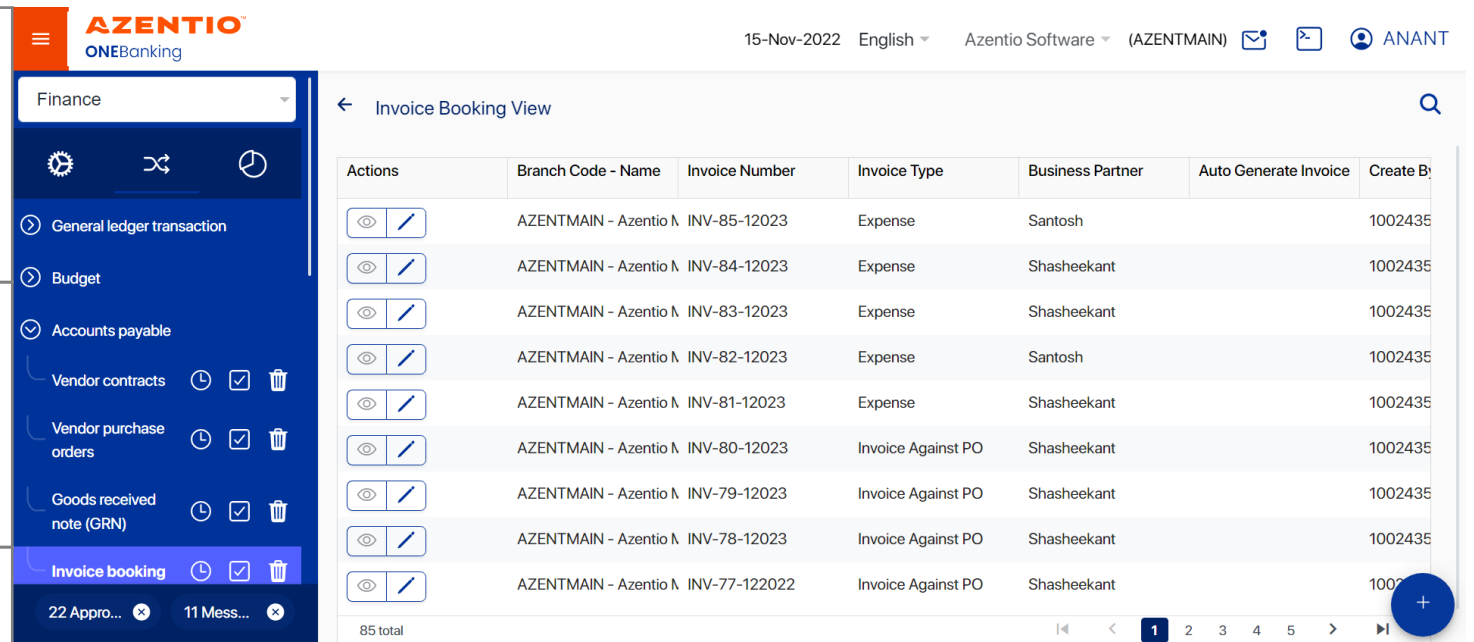 AZENTIO™
ONEBanking
15-Nov-2022 English Azentio Software (AZENTMAIN) ANANT
Finance
General ledger transaction
Budget
Accounts payable
Vendor contracts
Vendor purchase
orders
Goods received
note (GRN)
Invoice booking
22 Appro... 11 Mess...
Invoice Booking View
Actions Branch Code - Name Invoice Number Invoice Type Business Partner Auto Generate Invoice Create By
AZENTMAIN - Azentio M INV-85-12023 Expense Santosh 1002435
AZENTMAIN - Azentio M INV-84-12023 Expense Shasheekant 1002435
AZENTMAIN - Azentio M INV-83-12023 Expense Shasheekant 1002435
AZENTMAIN - Azentio M INV-82-12023 Expense Santosh 1002435
AZENTMAIN - Azentio M INV-81-12023 Expense Shasheekant 1002435
AZENTMAIN - Azentio M INV-80-12023 Invoice Against PO Shasheekant 1002435
AZENTMAIN - Azentio M INV-79-12023 Invoice Against PO Shasheekant 1002435
AZENTMAIN - Azentio M INV-78-12023 Invoice Against PO Shasheekant 1002435
AZENTMAIN - Azentio M INV-77-122022 Invoice Against PO Shasheekant
85 total 1 2 3 4 5